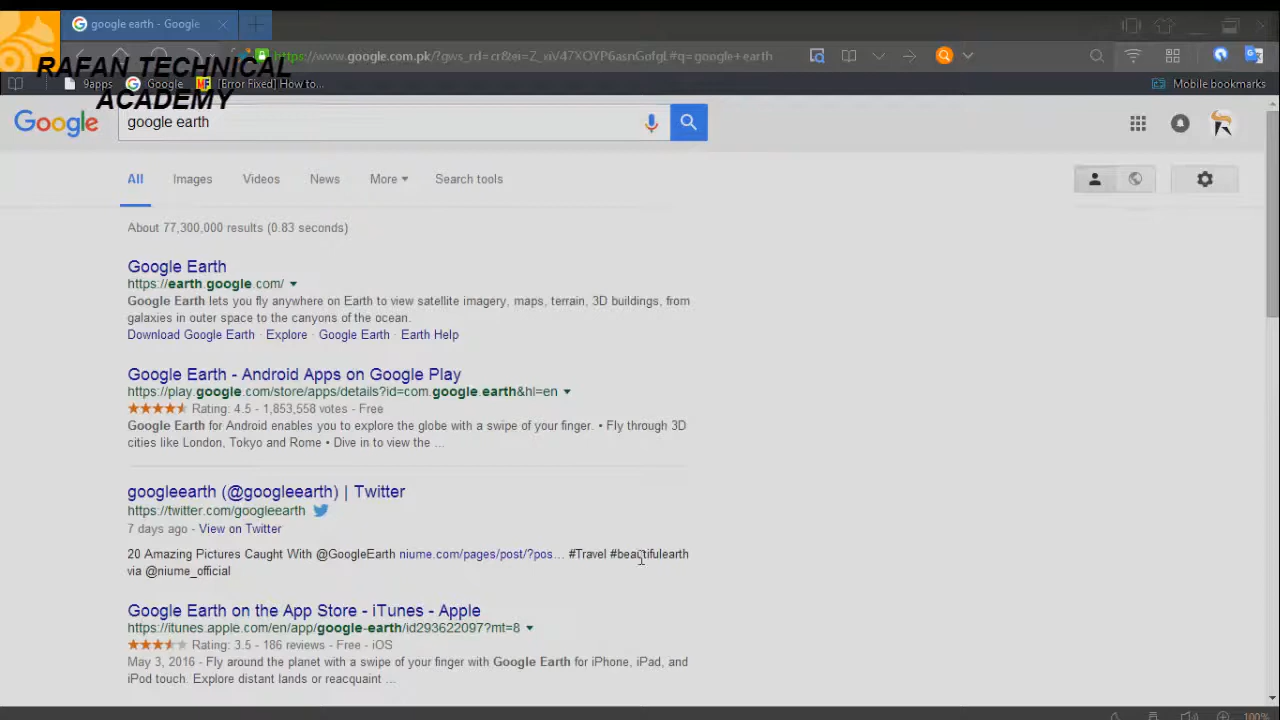 google earth - Google
https://www.google.com.pk/?gws_rd=cr&ei=Z_oiV47XOYP6asnGofgL#q=google+earth
RAFAN TECHNICAL
ACADEMY
9apps
Google
[Error Fixed] How to...
Mobile bookmarks
Google
google earth
All
Images
Videos
News
More
Search tools
About 77,300,000 results (0.83 seconds)
Google Earth
https://earth.google.com/
Google Earth lets you fly anywhere on Earth to view satellite imagery, maps, terrain, 3D buildings, from
galaxies in outer space to the canyons of the ocean.
Download Google Earth · Explore · Google Earth · Earth Help
Google Earth - Android Apps on Google Play
https://play.google.com/store/apps/details?id=com.google.earth&hl=en
Rating: 4.5 - 1,853,558 votes - Free
Google Earth for Android enables you to explore the globe with a swipe of your finger. • Fly through 3D
cities like London, Tokyo and Rome • Dive in to view the ...
googleearth (@googleearth) | Twitter
https://twitter.com/googleearth
7 days ago - View on Twitter
20 Amazing Pictures Caught With @GoogleEarth niume.com/pages/post/?pos... #Travel #beautifulearth
via @niume_official
Google Earth on the App Store - iTunes - Apple
https://itunes.apple.com/en/app/google-earth/id293622097?mt=8
Rating: 3.5 - 186 reviews - Free - iOS
May 3, 2016 - Fly around the planet with a swipe of your finger with Google Earth for iPhone, iPad, and
iPod touch. Explore distant lands or reacquaint ...
100%